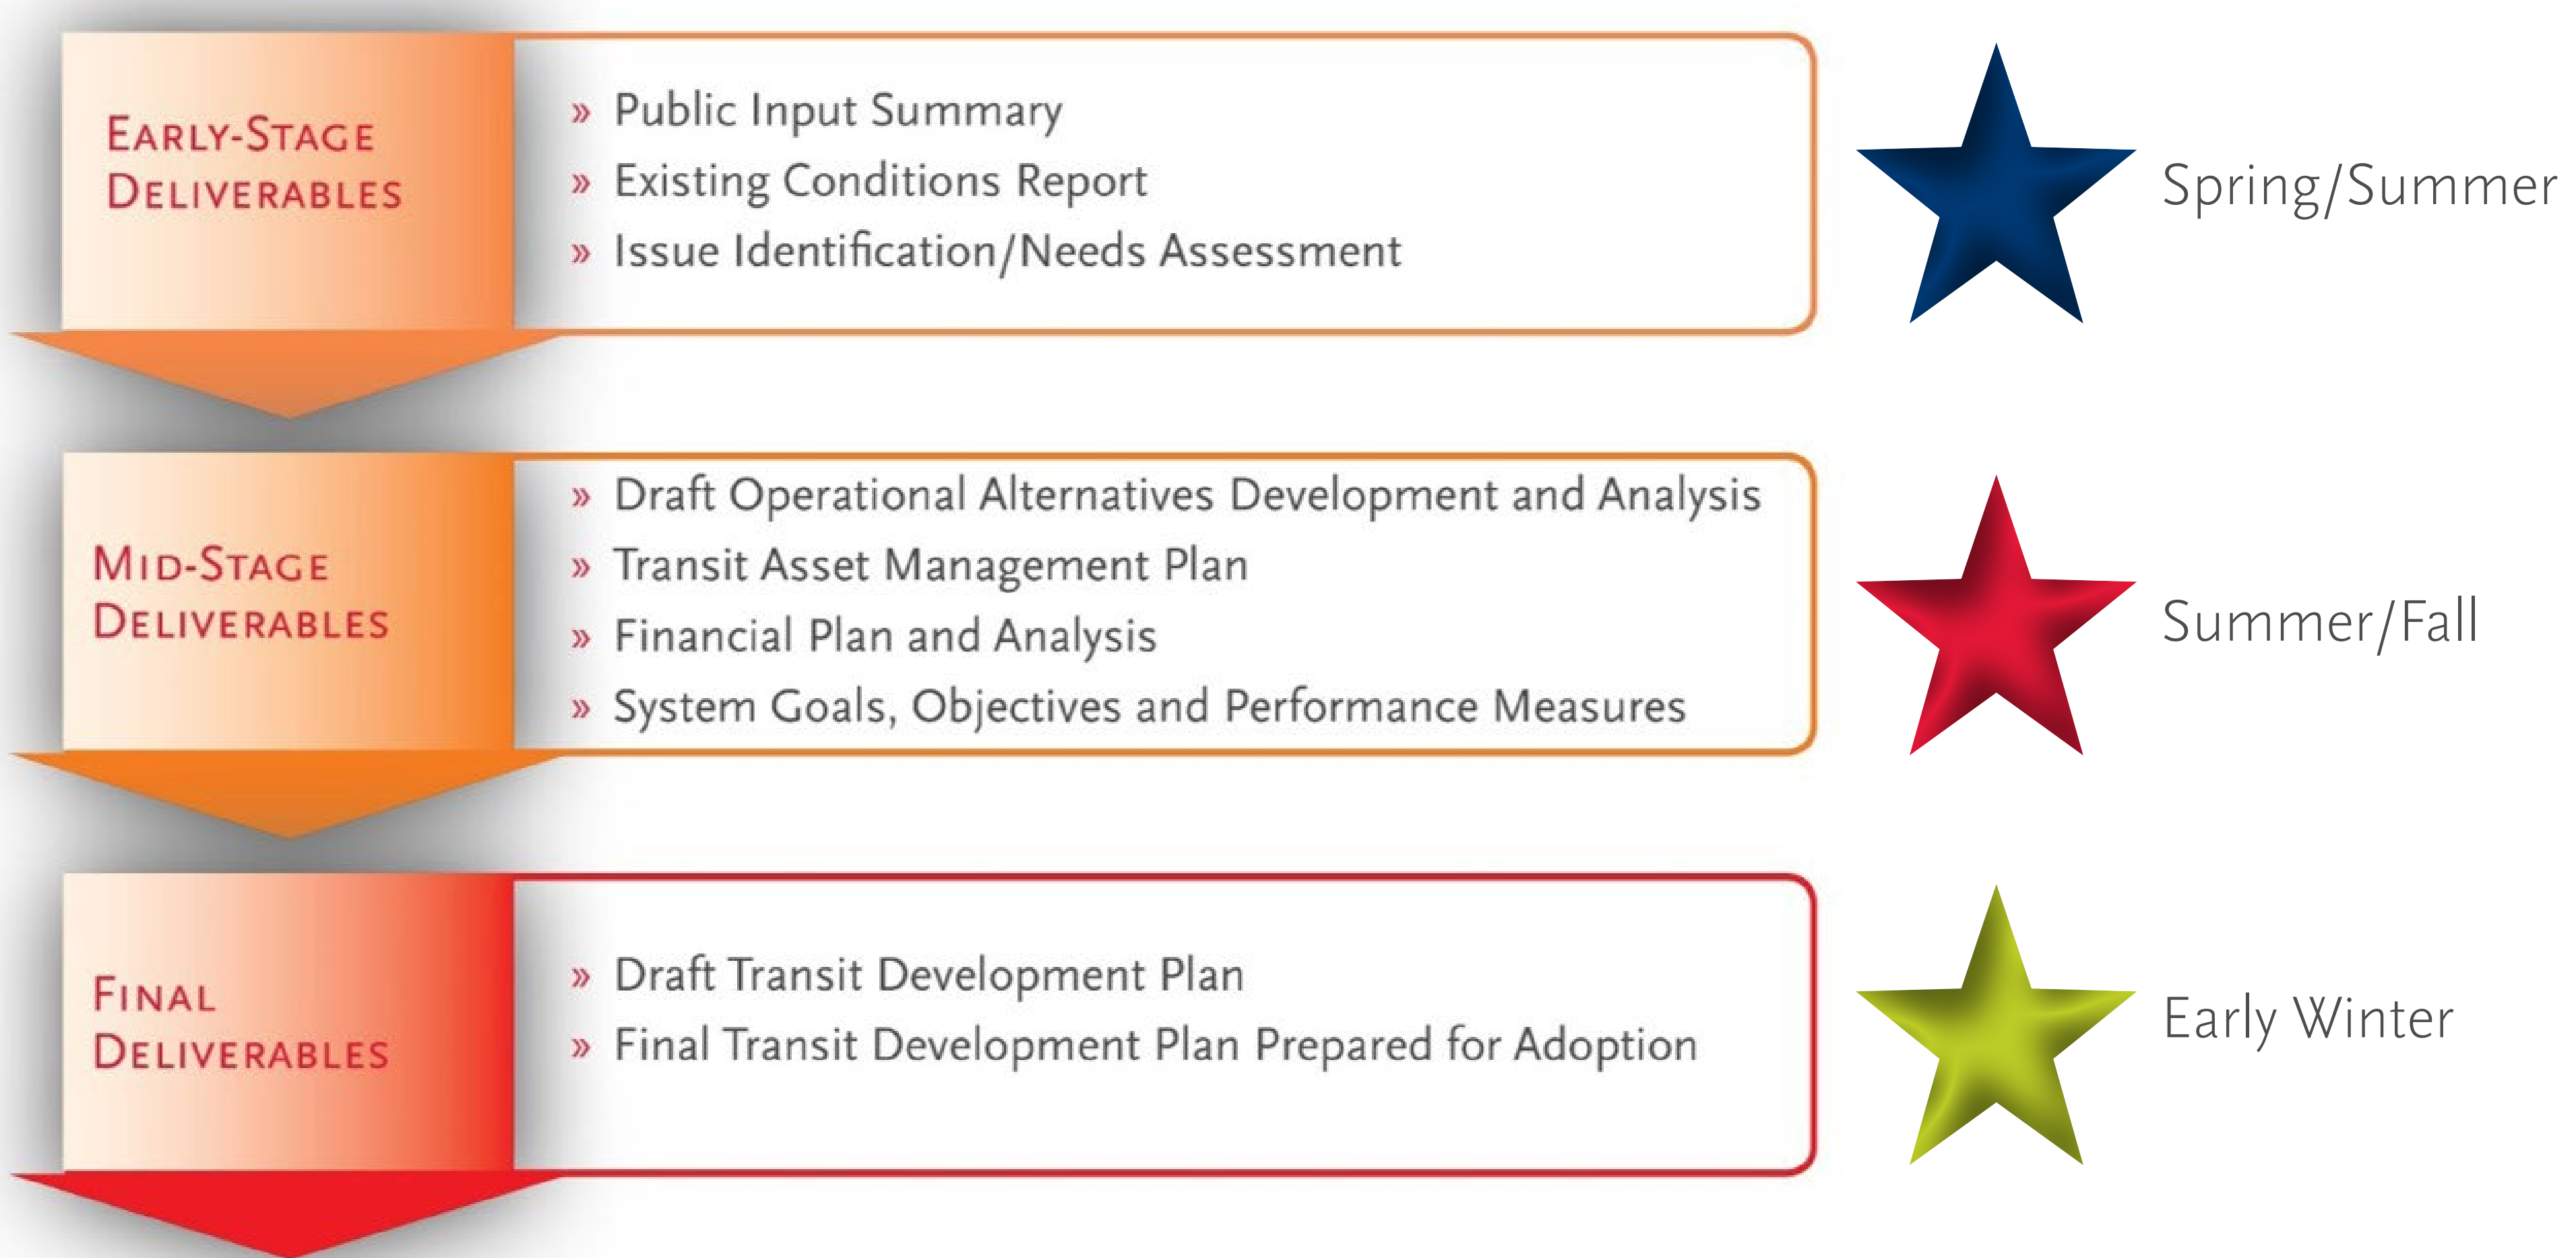 EARLY-STAGE
DELIVERABLES
» Public Input Summary
» Existing Conditions Report
» Issue Identification/Needs Assessment
Spring/Summer
MID-STAGE
DELIVERABLES
» Draft Operational Alternatives Development and Analysis
» Transit Asset Management Plan
» Financial Plan and Analysis
» System Goals, Objectives and Performance Measures
Summer/Fall
FINAL
DELIVERABLES
» Draft Transit Development Plan
» Final Transit Development Plan Prepared for Adoption
Early Winter